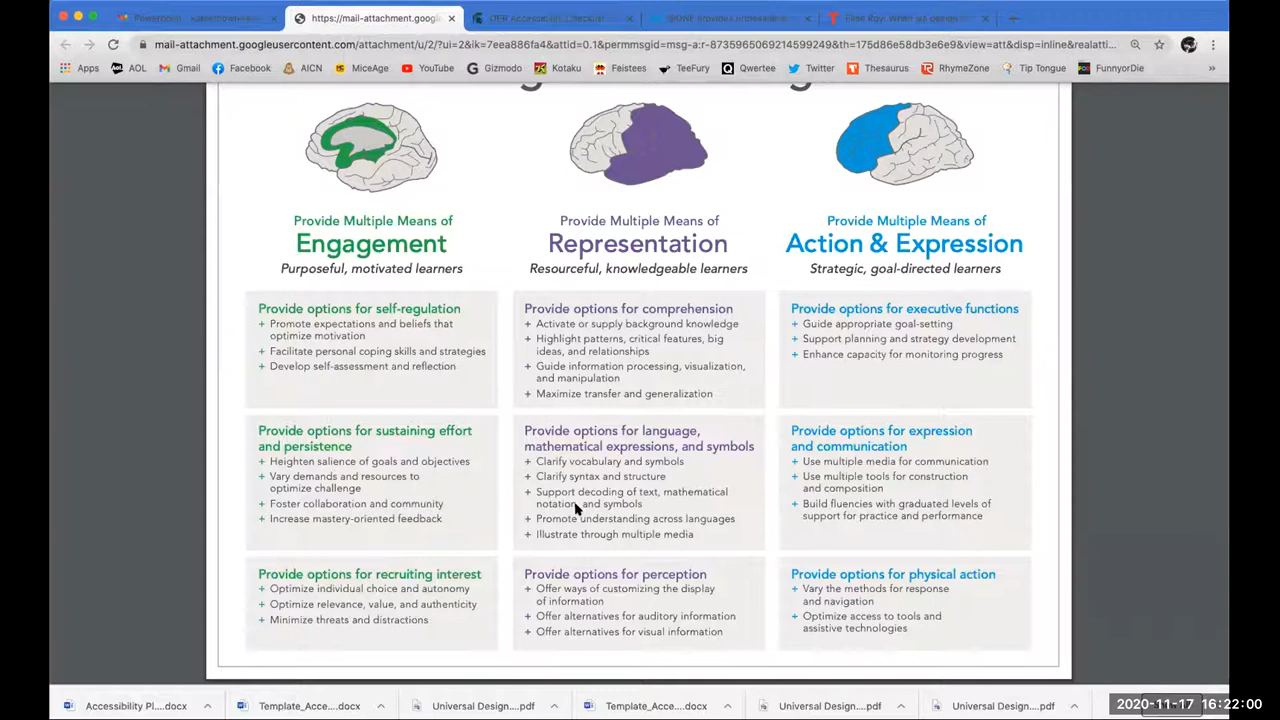 https://mail-attachment.googl
OER Accessibility Checklist
mail-attachment.googleusercontent.com/attachment/u/2/?ui=2&ik=7eea886fa4&attid=0.1&permmsgid=msg-a:r-8735965069214599249&th=175d86e58db3e6e9&view=att&disp=inline&realatti...
Apps AOL Gmail Facebook AICN MiceAge YouTube Gizmodo Kotaku Feistees TeeFury Qwertee Twitter Thesaurus RhymeZone Tip Tongue FunnyorDie »
Provide Multiple Means of
Engagement
Purposeful, motivated learners
Provide options for self-regulation
+ Promote expectations and beliefs that
optimize motivation
+ Facilitate personal coping skills and strategies
+ Develop self-assessment and reflection
Provide options for sustaining effort
and persistence
+ Heighten salience of goals and objectives
+ Vary demands and resources to
optimize challenge
+ Foster collaboration and community
+ Increase mastery-oriented feedback
Provide options for recruiting interest
+ Optimize individual choice and autonomy
+ Optimize relevance, value, and authenticity
+ Minimize threats and distractions
Provide Multiple Means of
Representation
Resourceful, knowledgeable learners
Provide options for comprehension
+ Activate or supply background knowledge
+ Highlight patterns, critical features, big
ideas, and relationships
+ Guide information processing, visualization,
and manipulation
+ Maximize transfer and generalization
Provide options for language,
mathematical expressions, and symbols
+ Clarify vocabulary and symbols
+ Clarify syntax and structure
+ Support decoding of text, mathematical
notation, and symbols
+ Promote understanding across languages
+ Illustrate through multiple media
Provide options for perception
+ Offer ways of customizing the display
of information
+ Offer alternatives for auditory information
+ Offer alternatives for visual information
Provide Multiple Means of
Action & Expression
Strategic, goal-directed learners
Provide options for executive functions
+ Guide appropriate goal-setting
+ Support planning and strategy development
+ Enhance capacity for monitoring progress
Provide options for expression
and communication
+ Use multiple media for communication
+ Use multiple tools for construction
and composition
+ Build fluencies with graduated levels of
support for practice and performance
Provide options for physical action
+ Vary the methods for response
and navigation
+ Optimize access to tools and
assistive technologies
Accessibility Pl....docx Template_Acce....docx Universal Design....pdf Template_Acce....docx Universal Design....pdf Universal Design....pdf
2020-11-17 16:22:00